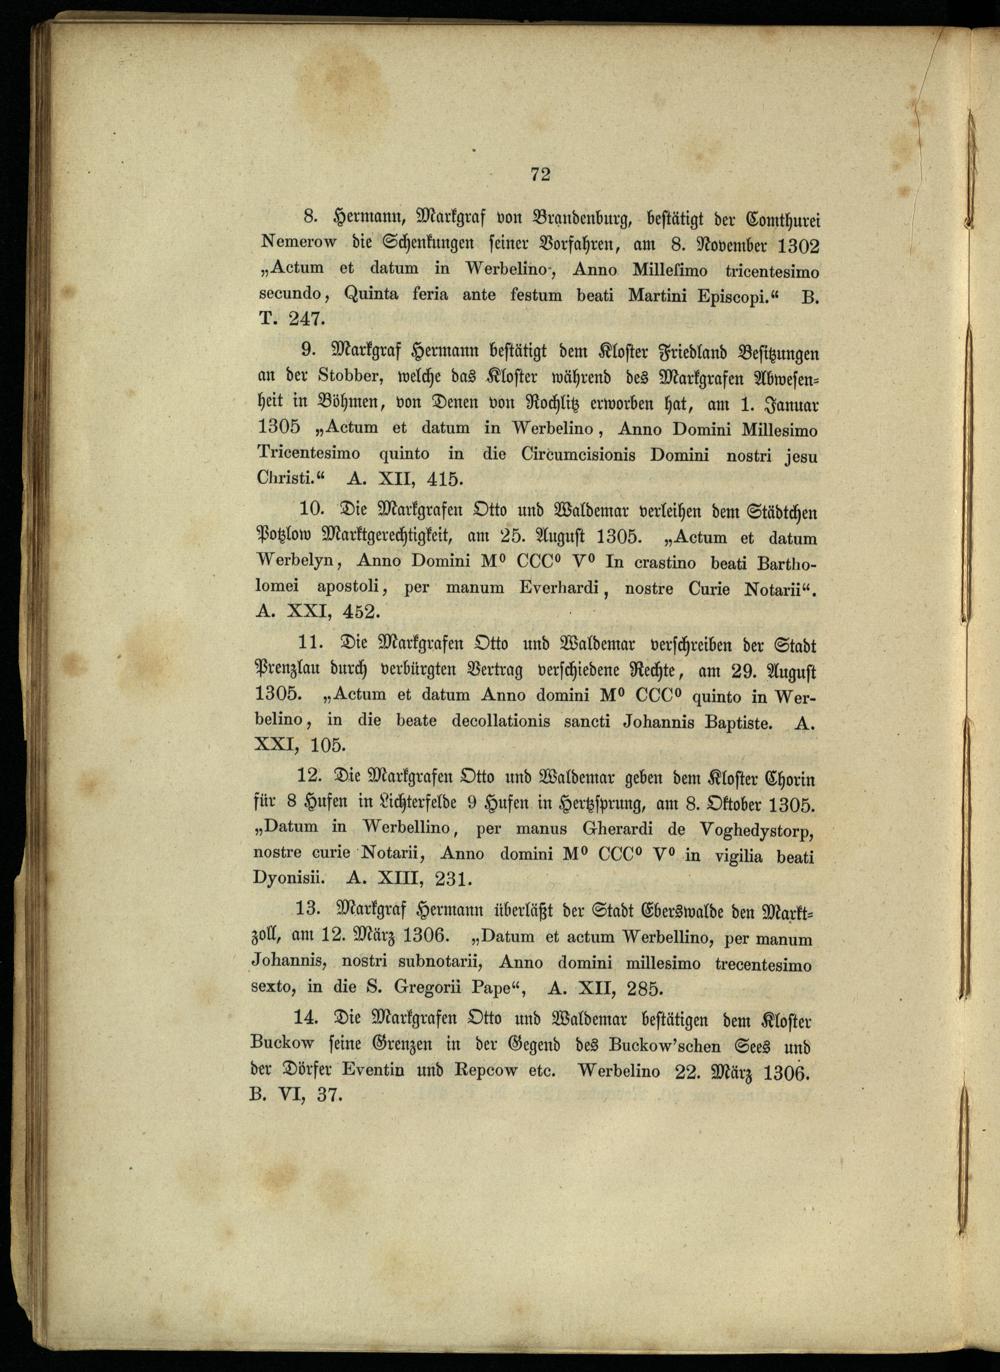 72
8. Hermann, Markgraf von Brandenburg, bestätigt der Comthurei
Nemerow die Schenkungen seiner Vorfahren, am 8. November 1302
„Actum et datum in Werbelino, Anno Millesimo tricentesimo
secundo, Quinta feria ante festum beati Martini Episcopi.“ B.
T. 247.
9. Markgraf Hermann bestätigt dem Kloster Friedland Besitzungen
an der Stobber, welche das Kloster während des Markgrafen Abwesen-
heit in Böhmen, von Denen von Rochlitz erworben hat, am 1. Januar
1305 „Actum et datum in Werbelino, Anno Domini Millesimo
Tricentesimo quinto in die Circumcisionis Domini nostri jesu
Christi.“ A. XII, 415.
10. Die Markgrafen Otto und Waldemar verleihen dem Städtchen
Potzlow Marktgerechtigkeit, am 25. August 1305. „Actum et datum
Werbelyn, Anno Domini M⁰ CCC⁰ V⁰ In crastino beati Bartho-
lomei apostoli, per manum Everhardi, nostre Curie Notarii“.
A. XXI, 452.
11. Die Markgrafen Otto und Waldemar verschreiben der Stadt
Prenzlau durch verbürgten Vertrag verschiedene Rechte, am 29. August
1305. „Actum et datum Anno domini M⁰ CCC⁰ quinto in Wer-
belino, in die beate decollationis sancti Johannis Baptiste. A.
XXI, 105.
12. Die Markgrafen Otto und Waldemar geben dem Kloster Chorin
für 8 Hufen in Lichterfelde 9 Hufen in Hertzsprung, am 8. Oktober 1305.
„Datum in Werbellino, per manus Gherardi de Voghedystorp,
nostre curie Notarii, Anno domini M⁰ CCC⁰ V⁰ in vigilia beati
Dyonisii. A. XIII, 231.
13. Markgraf Hermann überläßt der Stadt Eberswalde den Markt-
zoll, am 12. März 1306. „Datum et actum Werbellino, per manum
Johannis, nostri subnotarii, Anno domini millesimo trecentesimo
sexto, in die S. Gregorii Pape“, A. XII, 285.
14. Die Markgrafen Otto und Waldemar bestätigen dem Kloster
Buckow seine Grenzen in der Gegend des Buckow'schen Sees und
der Dörfer Eventin und Repcow etc. Werbelino 22. März 1306.
B. VI, 37.